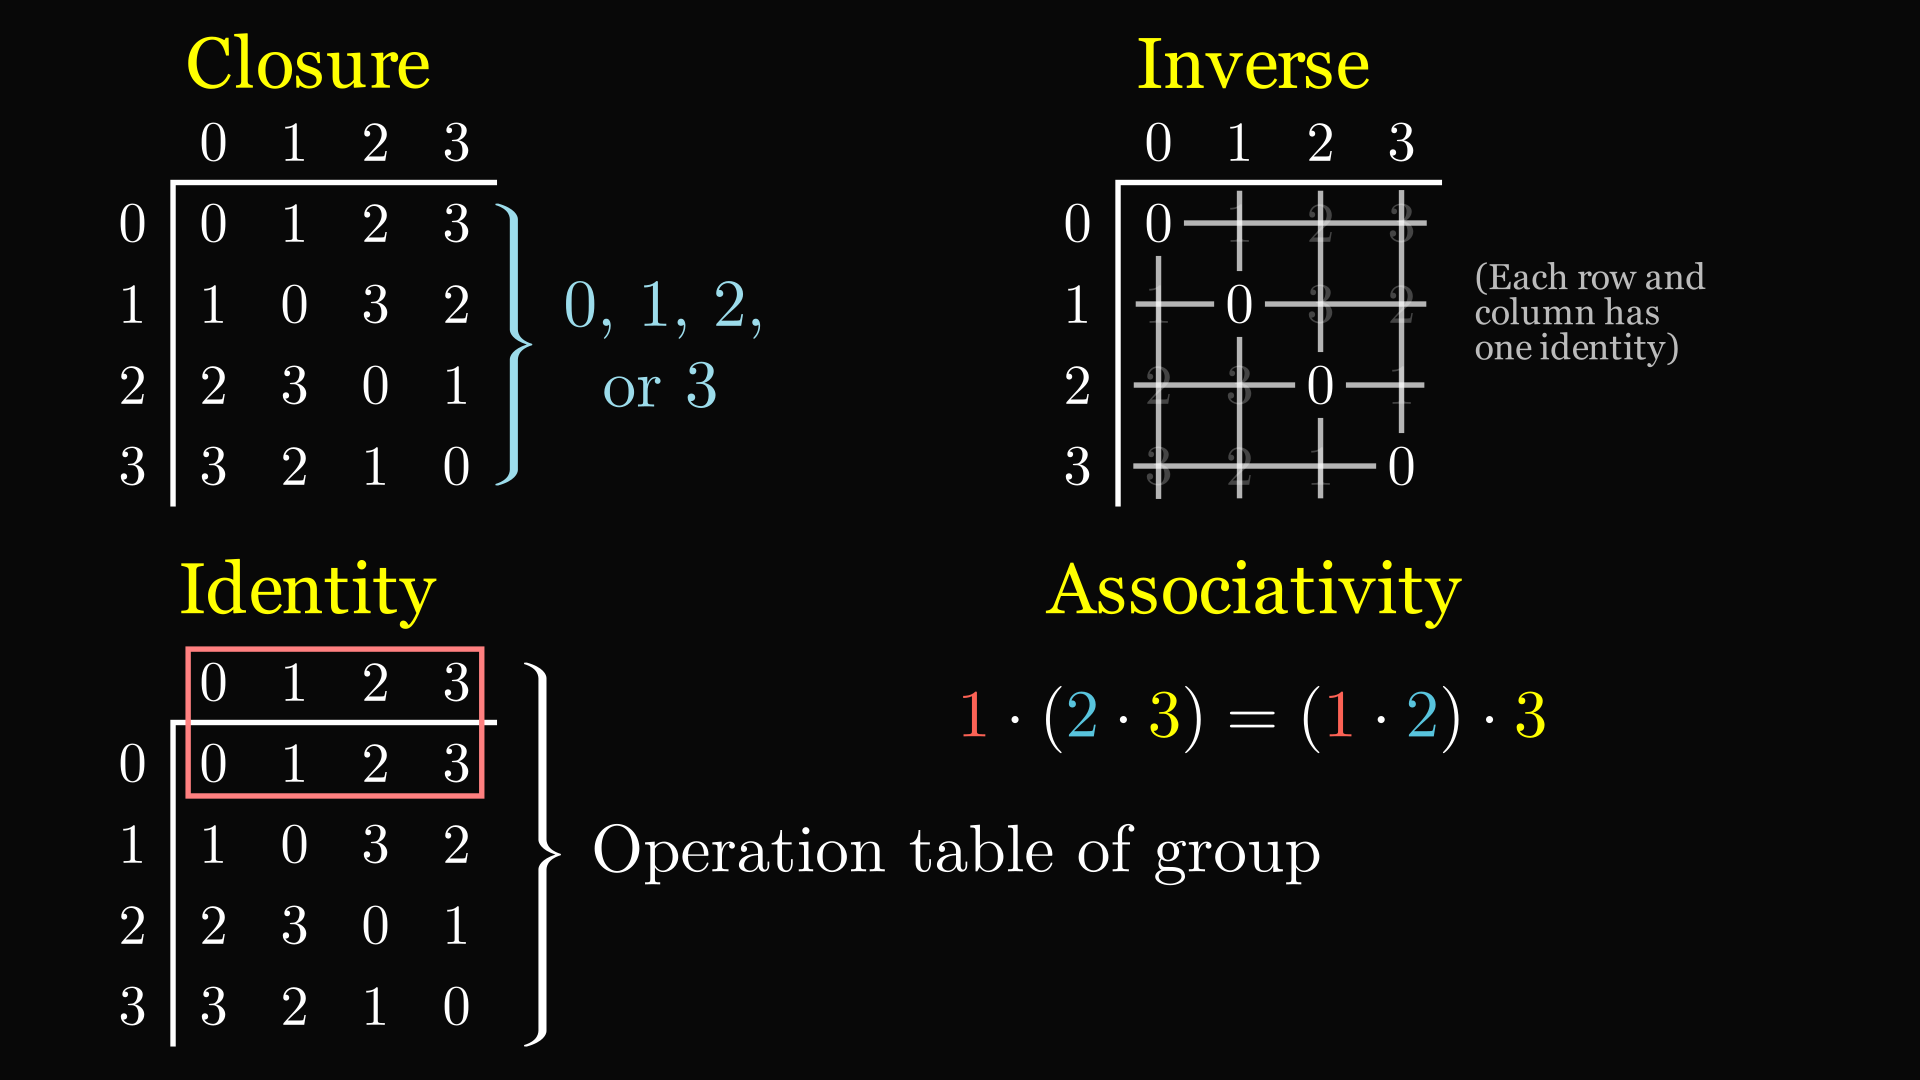 Closure
0 1 2 3
0 0 1 2 3
1 1 0 3 2
2 2 3 0 1
3 3 2 1 0
0, 1, 2,
or 3
Inverse
0 1 2 3
0 0 1 2 3
1 1 0 3 2
2 2 3 0 1
3 3 2 1 0
(Each row and
column has
one identity)
Identity
0 1 2 3
0 0 1 2 3
1 1 0 3 2
2 2 3 0 1
3 3 2 1 0
Operation table of group
Associativity
1 · (2 · 3) = (1 · 2) · 3